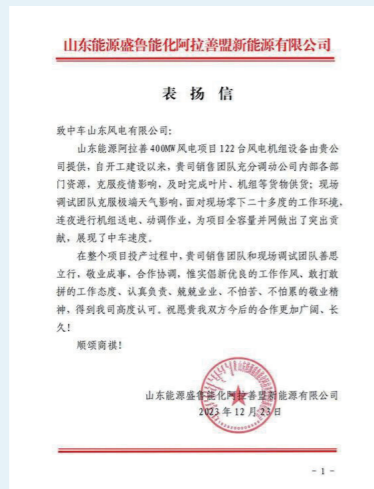 山东能源盛鲁能化阿拉善盟新能源有限公司
表 扬 信
致中车山东风电有限公司:
山东能源阿拉善400MW风电项目122台风电机组设备由贵公
司提供，自开工建设以来，贵司销售团队充分调动公司内部各部
门资源，克服疫情影响，及时完成叶片、机组等货物供货；现场
调试团队克服极端天气影响，面对现场零下二十多度的工作环境，
连夜进行机组送电、动调作业，为项目全容量并网做出了突出贡
献，展现了中车速度。
在整个项目投产过程中，贵司销售团队和现场调试团队善思
立行，敬业成事，合作协调，惟实倡新优良的工作作风、敢打敢
拼的工作态度、认真负责、兢兢业业、不怕苦、不怕累的敬业精
神，得到我司高度认可。祝愿贵我双方今后的合作更加广阔、长
久！
顺颂商祺！
山东能源盛鲁能化阿拉善盟新能源有限公司
2023年12月23日
- 1 -